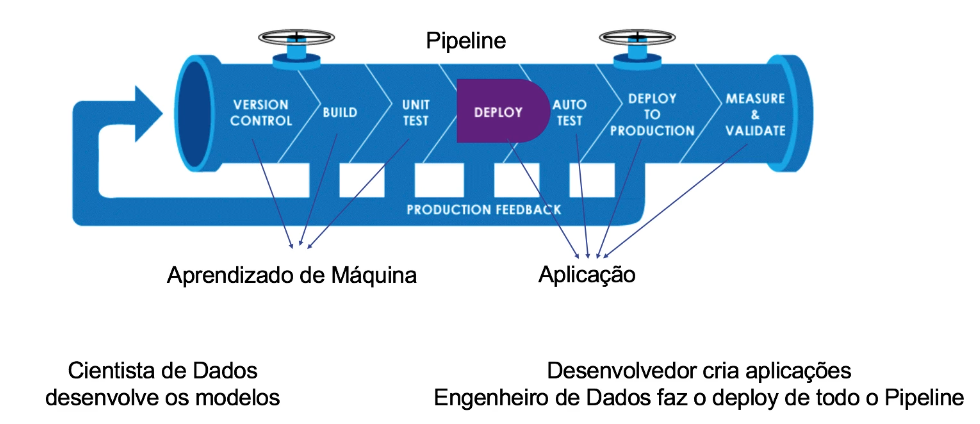 Pipeline
VERSION
CONTROL
BUILD
UNIT
TEST
DEPLOY
AUTO
TEST
DEPLOY
TO
PRODUCTION
MEASURE
&
VALIDATE
PRODUCTION FEEDBACK
Aprendizado de Máquina
Aplicação
Cientista de Dados
desenvolve os modelos
Desenvolvedor cria aplicações
Engenheiro de Dados faz o deploy de todo o Pipeline